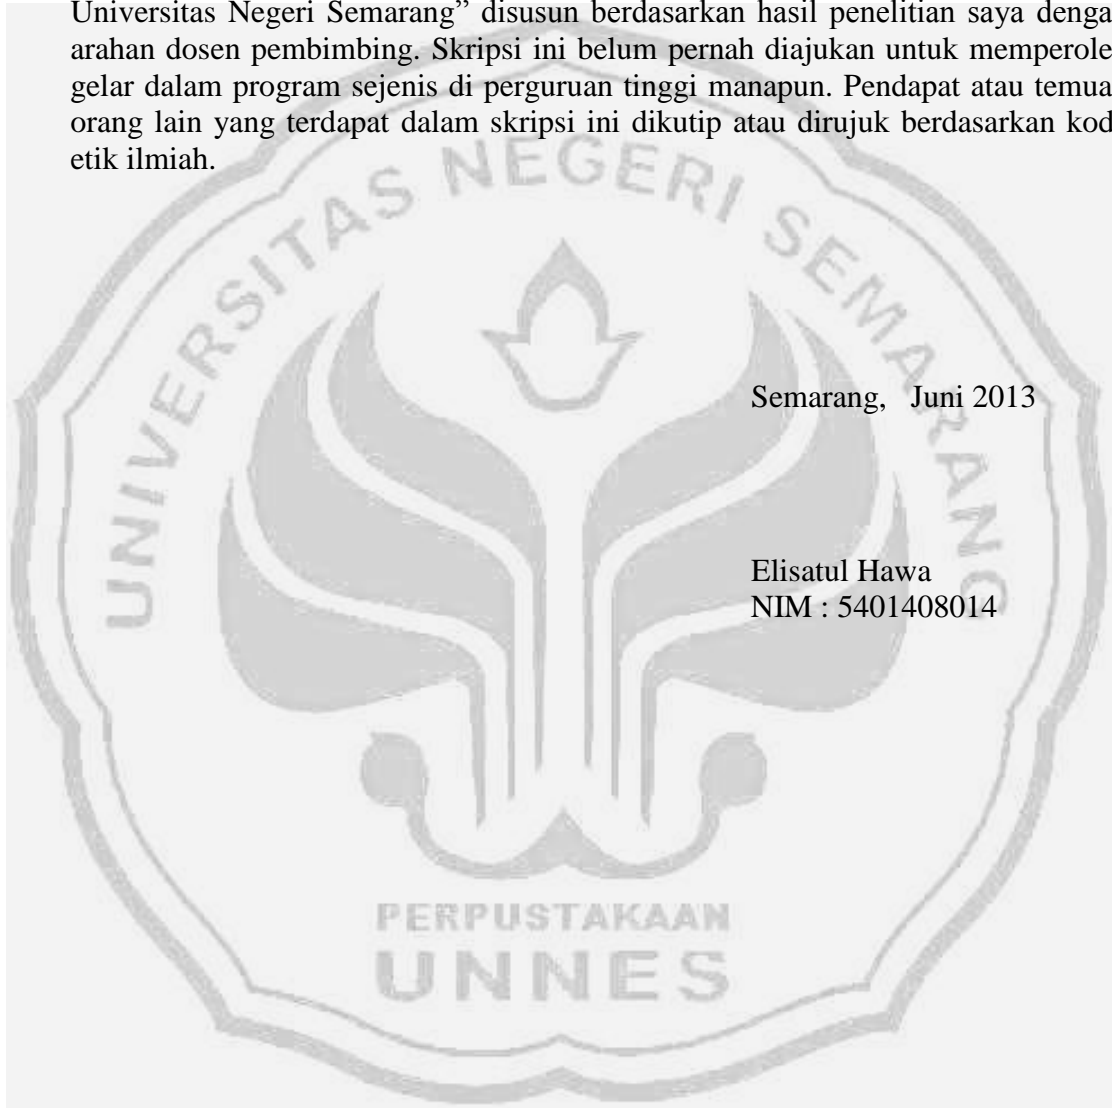 Universitas Negeri Semarang” disusun berdasarkan hasil penelitian saya denga
arahan dosen pembimbing. Skripsi ini belum pernah diajukan untuk memperole
gelar dalam program sejenis di perguruan tinggi manapun. Pendapat atau temua
orang lain yang terdapat dalam skripsi ini dikutip atau dirujuk berdasarkan kod
etik ilmiah.
UNIVERSITAS NEGERI SEMARANG
Semarang,   Juni 2013
Elisatul Hawa
NIM : 5401408014
PERPUSTAKAAN
UNNES